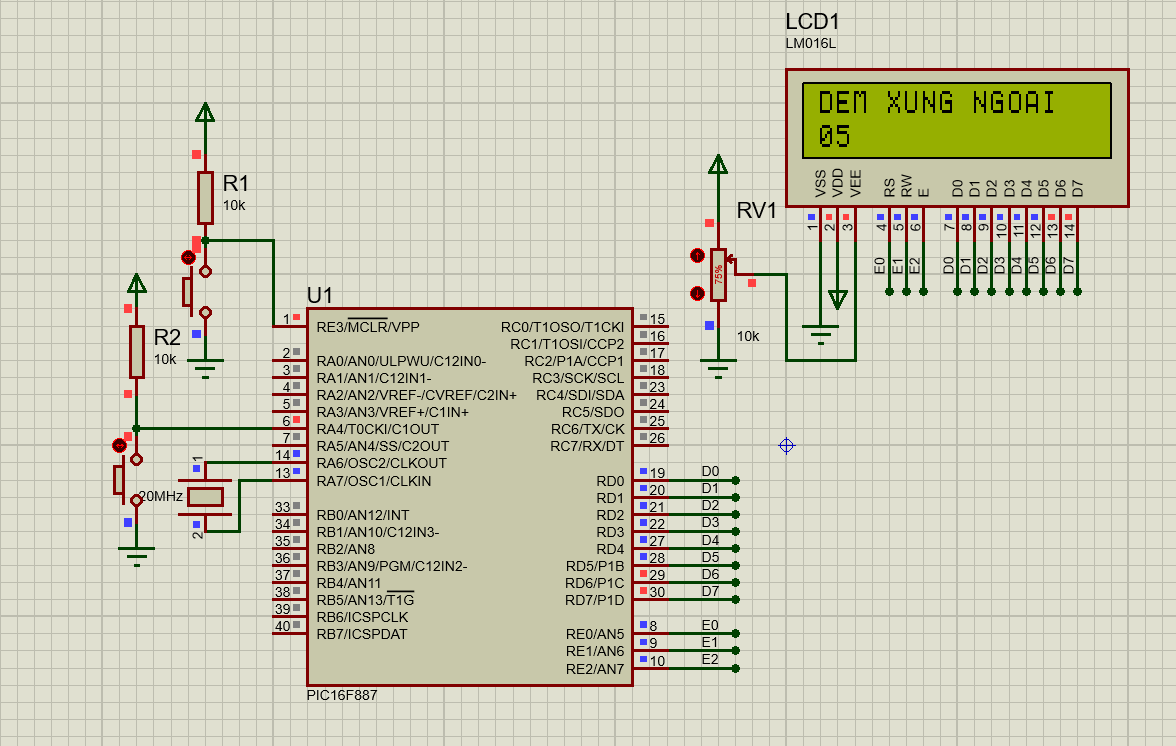 LCD1
LM016L
DEM XUNG NGOAI
05
VSS VDD VEE RS RW E D0 D1 D2 D3 D4 D5 D6 D7
1 2 3 4 5 6 7 8 9 10 11 12 13 14
E0 E1 E2 D0 D1 D2 D3 D4 D5 D6 D7
R1
10k
R2
10k
RV1
75%
10k
20MHz
1
2
U1
1 RE3/MCLR/VPP
2 RA0/AN0/ULPWU/C12IN0-
3 RA1/AN1/C12IN1-
4 RA2/AN2/VREF-/CVREF/C2IN+
5 RA3/AN3/VREF+/C1IN+
6 RA4/T0CKI/C1OUT
7 RA5/AN4/SS/C2OUT
14 RA6/OSC2/CLKOUT
13 RA7/OSC1/CLKIN
33 RB0/AN12/INT
34 RB1/AN10/C12IN3-
35 RB2/AN8
36 RB3/AN9/PGM/C12IN2-
37 RB4/AN11
38 RB5/AN13/T1G
39 RB6/ICSPCLK
40 RB7/ICSPDAT
RC0/T1OSO/T1CKI 15
RC1/T1OSI/CCP2 16
RC2/P1A/CCP1 17
RC3/SCK/SCL 18
RC4/SDI/SDA 23
RC5/SDO 24
RC6/TX/CK 25
RC7/RX/DT 26
RD0 19 D0
RD1 20 D1
RD2 21 D2
RD3 22 D3
RD4 27 D4
RD5/P1B 28 D5
RD6/P1C 29 D6
RD7/P1D 30 D7
RE0/AN5 8 E0
RE1/AN6 9 E1
RE2/AN7 10 E2
PIC16F887